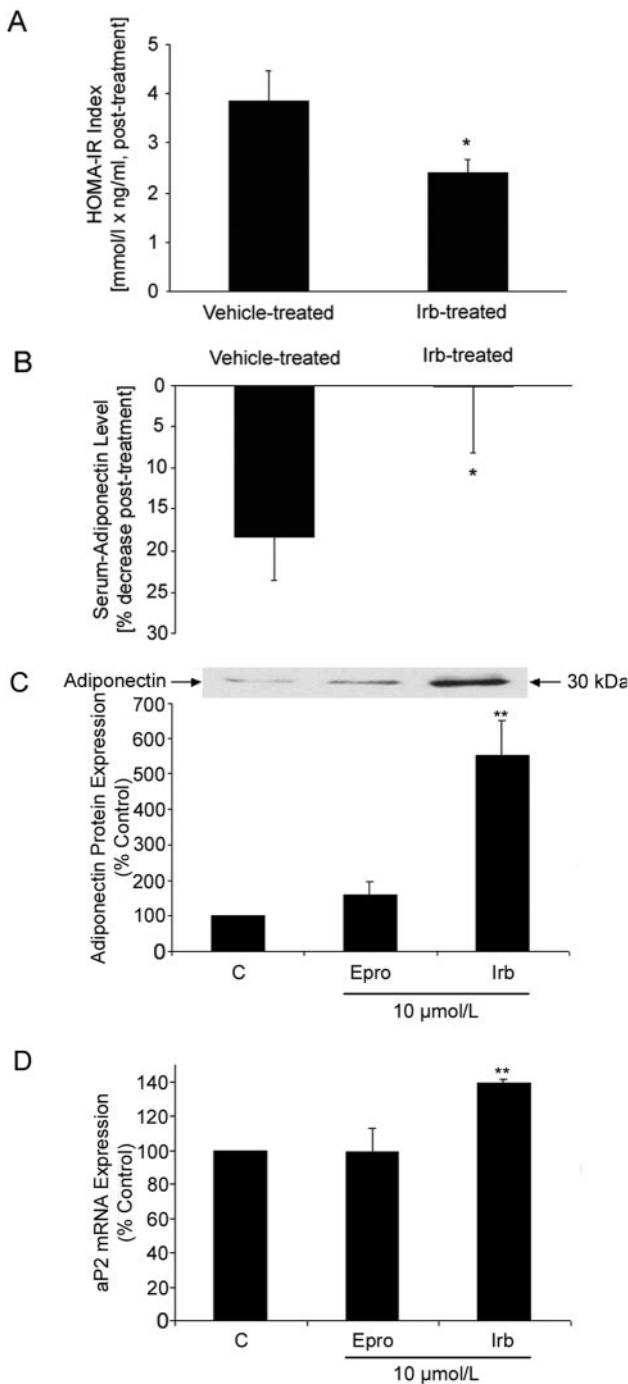 A
HOMA-IR Index
[mmol/l x ng/ml, post-treatment]
5
4
3
2
1
0
*
Vehicle-treated Irb-treated
B
Vehicle-treated Irb-treated
Serum-Adiponectin Level
[% decrease post-treatment]
0
5
10
15
20
25
30
*
C
Adiponectin 30 kDa
Adiponectin Protein Expression
(% Control)
700
600
500
400
200
100
0
**
C Epro Irb
10 µmol/L
D
aP2 mRNA Expression
(% Control)
140
120
100
80
60
40
20
0
**
C Epro Irb
10 µmol/L